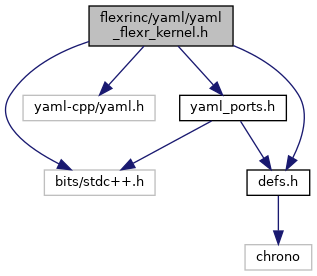 flexrinc/yaml/yaml
_flexr_kernel.h
yaml-cpp/yaml.h
yaml_ports.h
bits/stdc++.h
defs.h
chrono